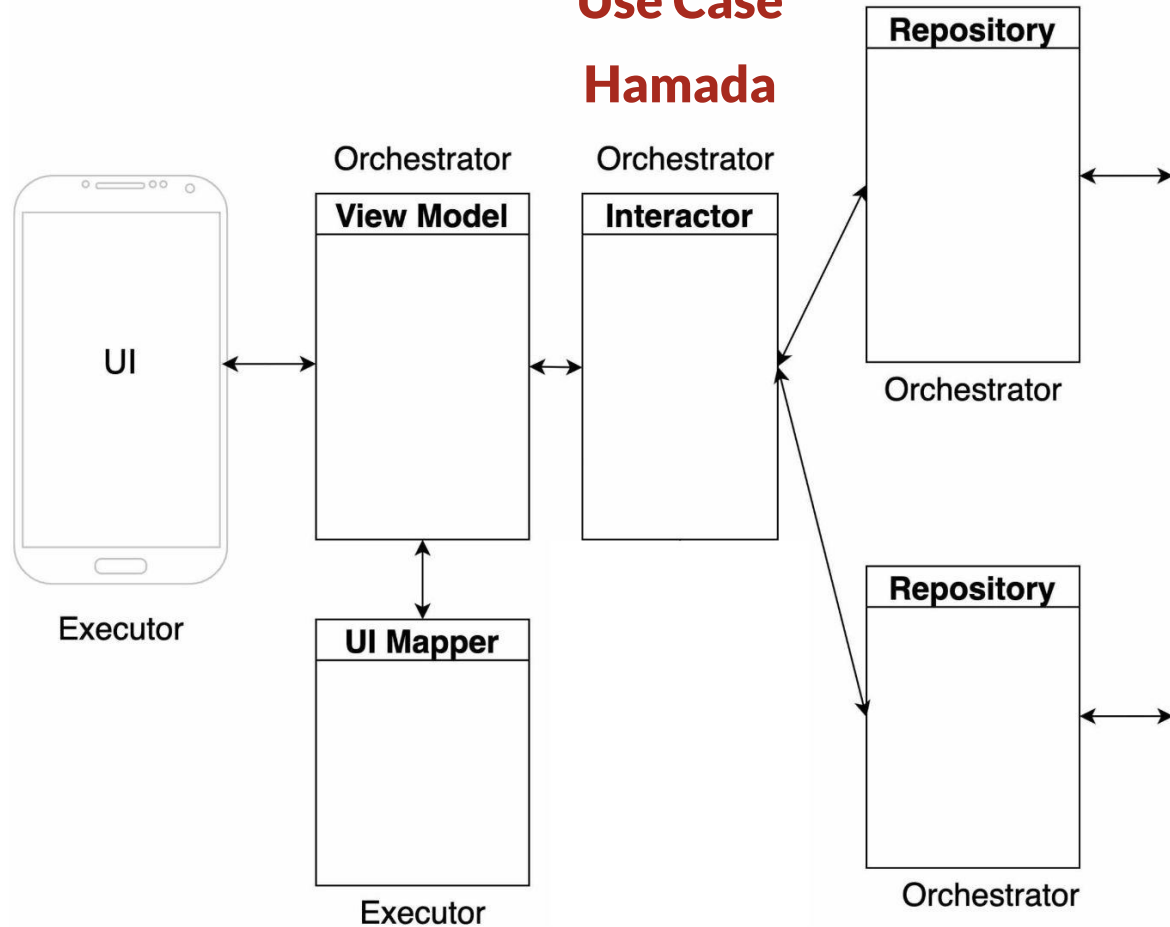 Use Case
Hamada
Repository
Orchestrator
Orchestrator
View Model
Interactor
UI
Orchestrator
Executor
UI Mapper
Repository
Executor
Orchestrator